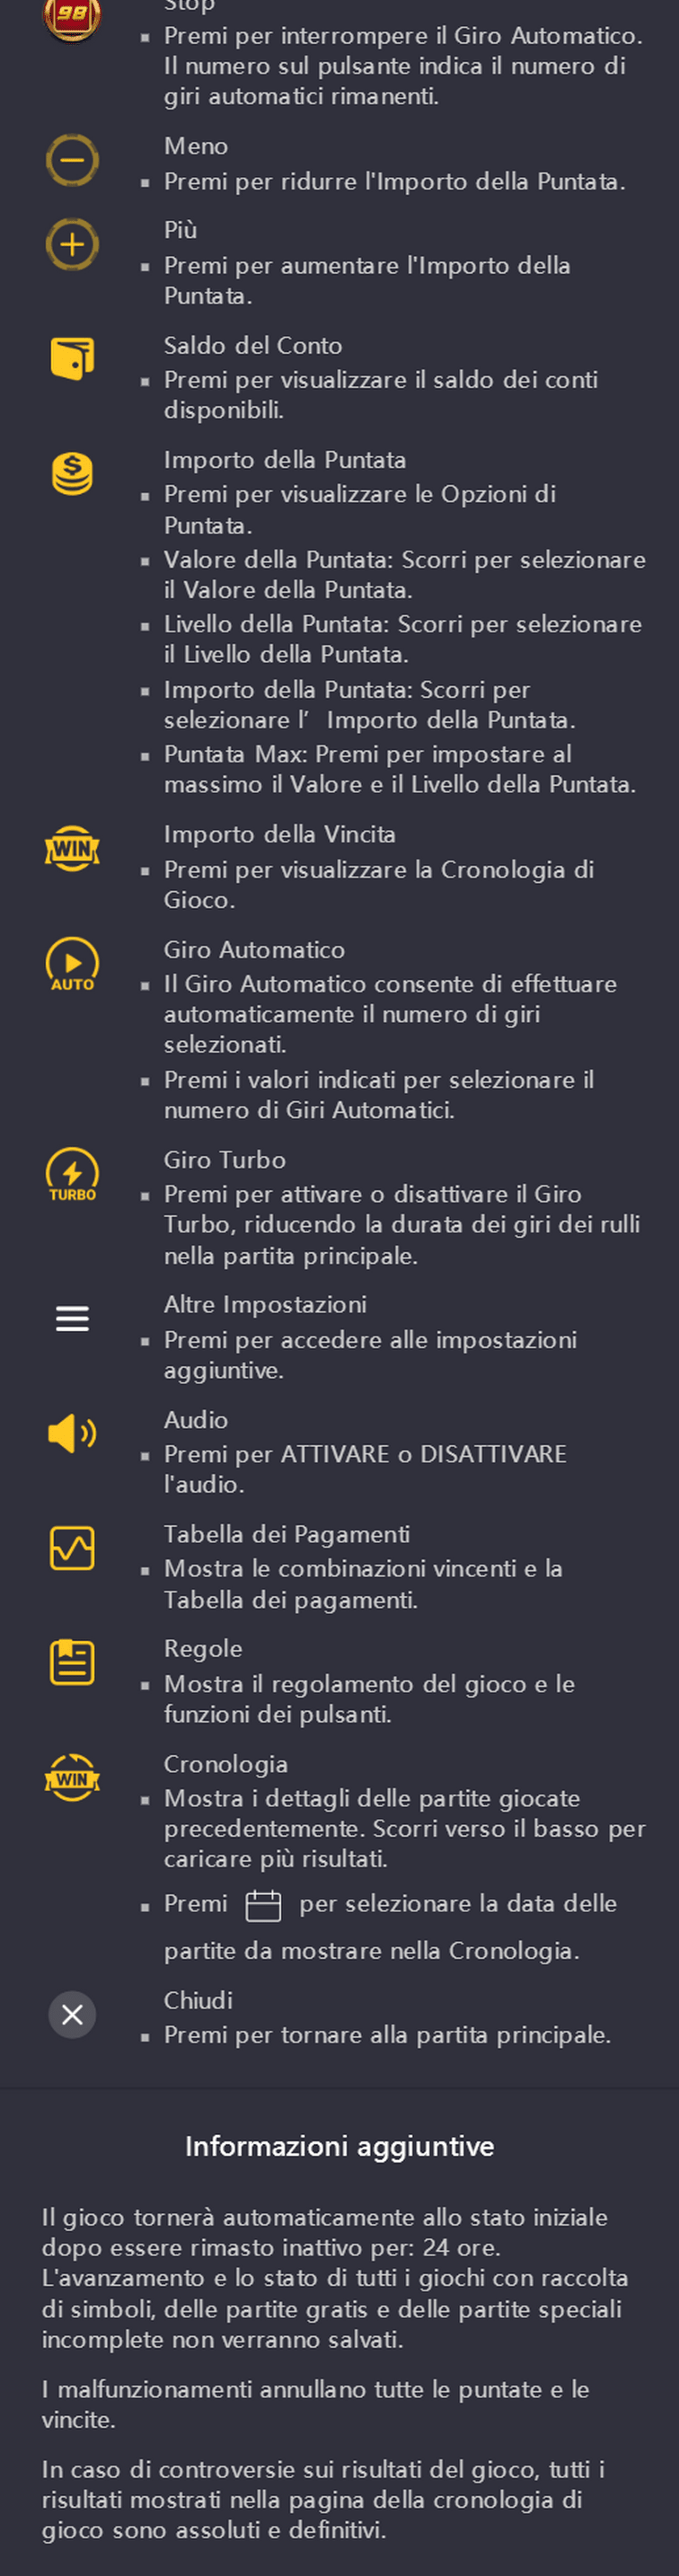 98
Stop
Premi per interrompere il Giro Automatico.
Il numero sul pulsante indica il numero di
giri automatici rimanenti.
Meno
Premi per ridurre l'Importo della Puntata.
Più
Premi per aumentare l'Importo della
Puntata.
Saldo del Conto
Premi per visualizzare il saldo dei conti
disponibili.
Importo della Puntata
Premi per visualizzare le Opzioni di
Puntata.
Valore della Puntata: Scorri per selezionare
il Valore della Puntata.
Livello della Puntata: Scorri per selezionare
il Livello della Puntata.
Importo della Puntata: Scorri per
selezionare l’ Importo della Puntata.
Puntata Max: Premi per impostare al
massimo il Valore e il Livello della Puntata.
WIN
Importo della Vincita
Premi per visualizzare la Cronologia di
Gioco.
AUTO
Giro Automatico
Il Giro Automatico consente di effettuare
automaticamente il numero di giri
selezionati.
Premi i valori indicati per selezionare il
numero di Giri Automatici.
TURBO
Giro Turbo
Premi per attivare o disattivare il Giro
Turbo, riducendo la durata dei giri dei rulli
nella partita principale.
Altre Impostazioni
Premi per accedere alle impostazioni
aggiuntive.
Audio
Premi per ATTIVARE o DISATTIVARE
l'audio.
Tabella dei Pagamenti
Mostra le combinazioni vincenti e la
Tabella dei pagamenti.
Regole
Mostra il regolamento del gioco e le
funzioni dei pulsanti.
WIN
Cronologia
Mostra i dettagli delle partite giocate
precedentemente. Scorri verso il basso per
caricare più risultati.
Premi per selezionare la data delle
partite da mostrare nella Cronologia.
Chiudi
Premi per tornare alla partita principale.
Informazioni aggiuntive
Il gioco tornerà automaticamente allo stato iniziale
dopo essere rimasto inattivo per: 24 ore.
L'avanzamento e lo stato di tutti i giochi con raccolta
di simboli, delle partite gratis e delle partite speciali
incomplete non verranno salvati.
I malfunzionamenti annullano tutte le puntate e le
vincite.
In caso di controversie sui risultati del gioco, tutti i
risultati mostrati nella pagina della cronologia di
gioco sono assoluti e definitivi.